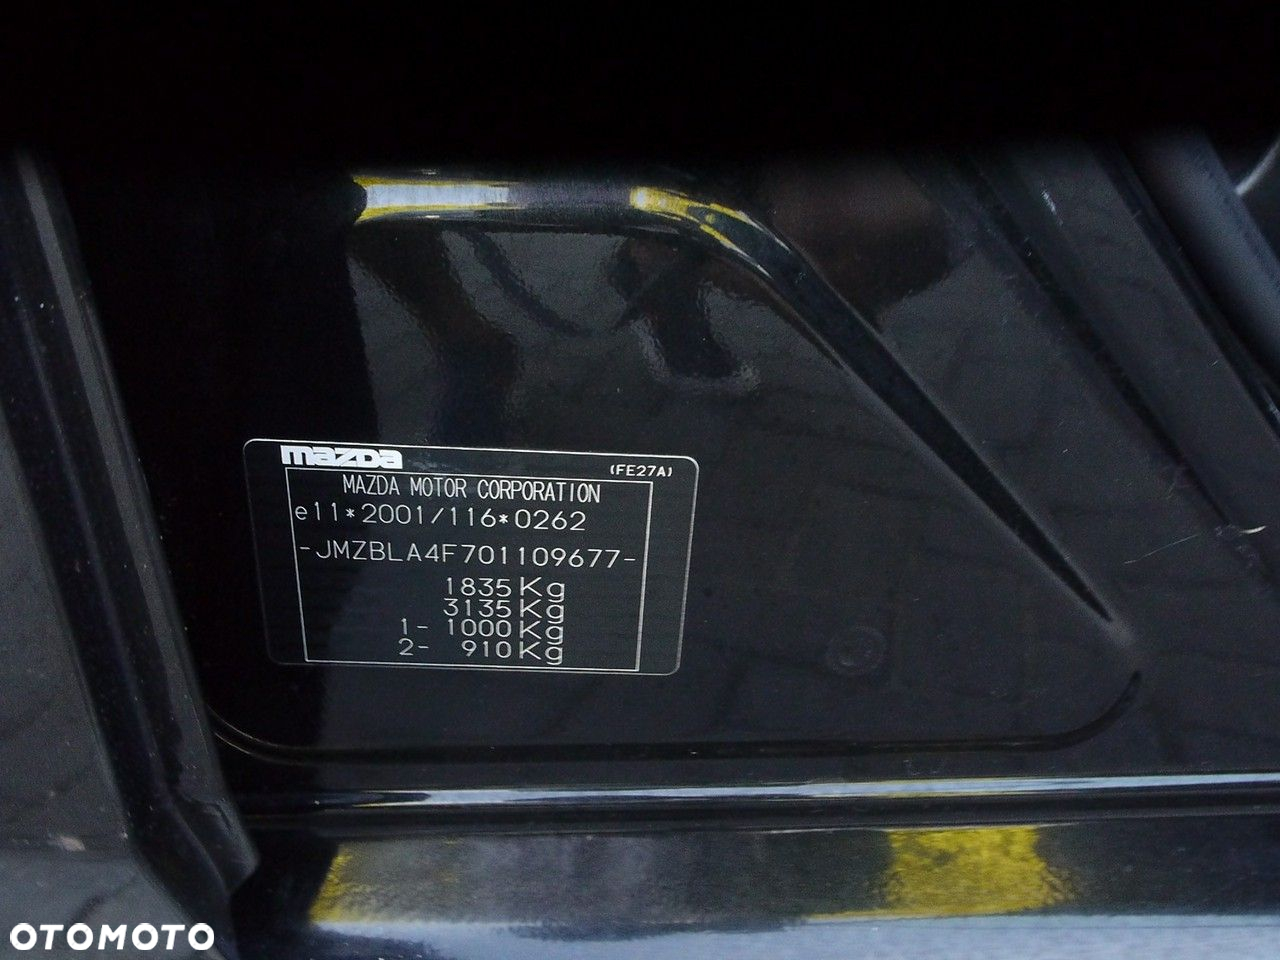 mazda
(FE27A)
MAZDA MOTOR CORPORATION
e11*2001/116*0262
-JMZBLA4F701109677-
1835Kg
3135Kg
1- 1000Kg
2- 910Kg
OTOMOTO